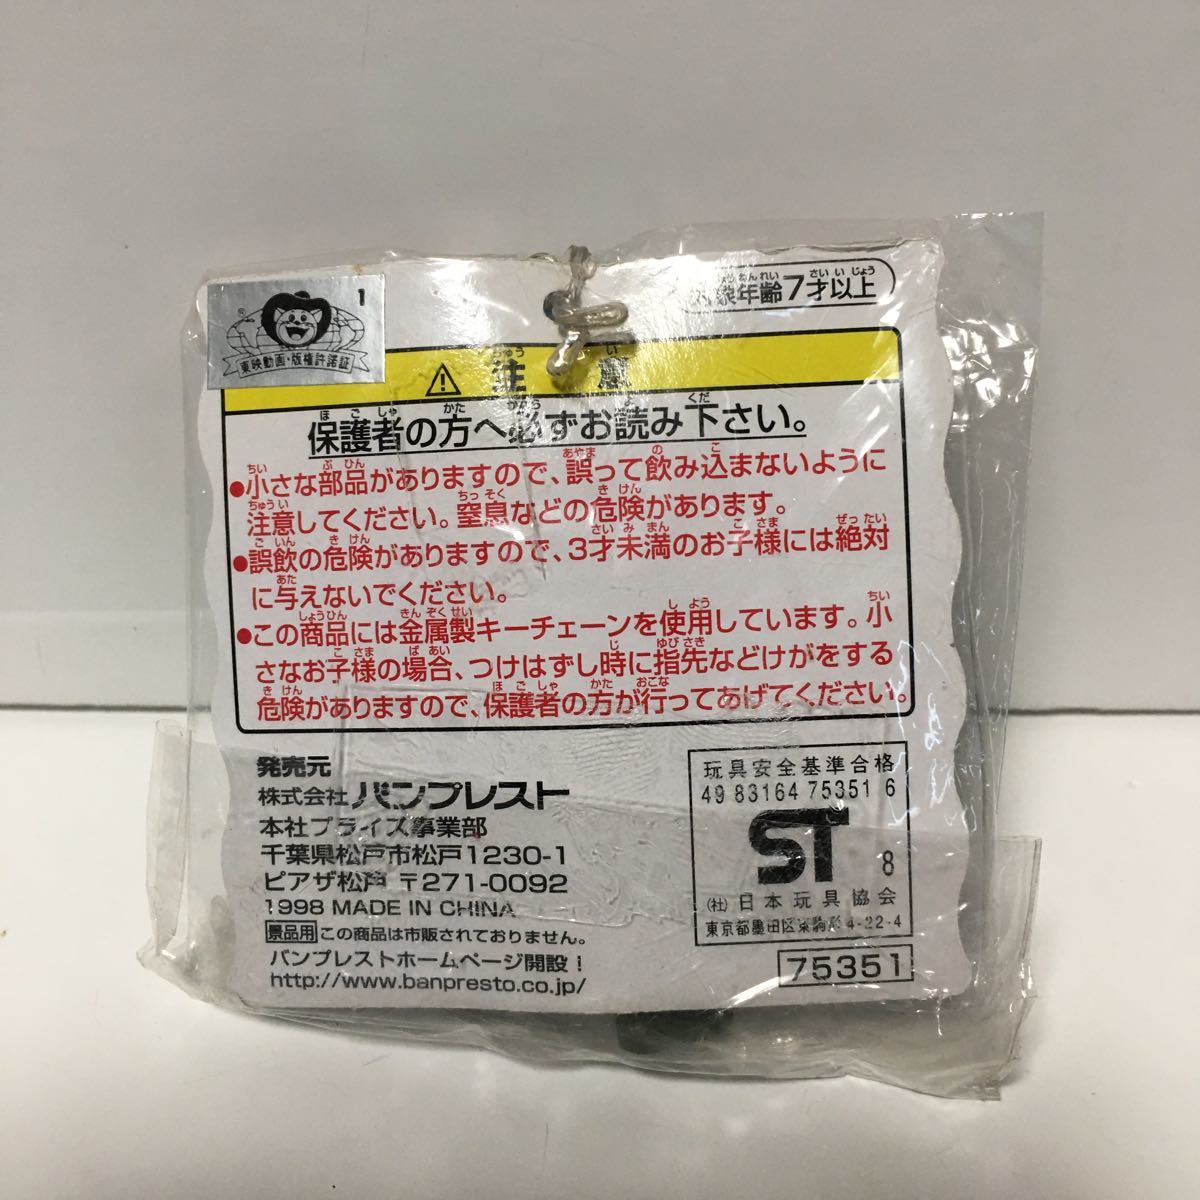 1
東映動画・版権許諾証
対象年齢7才以上
注意
保護者の方へ必ずお読み下さい。
●小さな部品がありますので、誤って飲み込まないように
注意してください。窒息などの危険があります。
●誤飲の危険がありますので、3才未満のお子様には絶対
に与えないでください。
●この商品には金属製キーチェーンを使用しています。小
さなお子様の場合、つけはずし時に指先などけがをする
危険がありますので、保護者の方が行ってあげてください。
発売元
株式会社 バンプレスト
本社プライズ事業部
千葉県松戸市松戸1230-1
ピアザ松戸 〒271-0092
1998 MADE IN CHINA
景品用 この商品は市販されておりません。
バンプレストホームページ開設!
http://www.banpresto.co.jp/
玩具安全基準合格
49 83164 75351 6
ST 8
(社)日本玩具協会
東京都墨田区東駒形4-22-4
75351